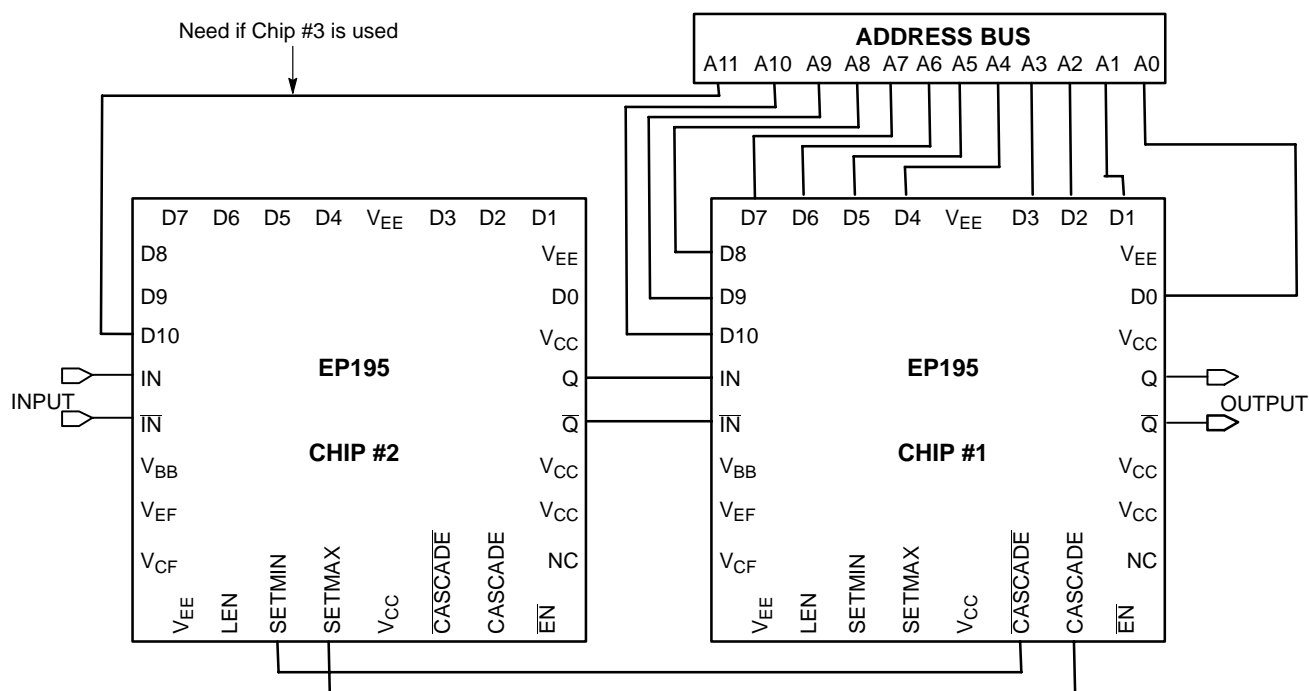 Need if Chip #3 is used
ADDRESS BUS
A11 A10 A9 A8 A7 A6 A5 A4 A3 A2 A1 A0
D7 D6 D5 D4 VEE D3 D2 D1
D8
VEE
D9
D0
D10
VCC
EP195
IN
Q
INPUT
IN
Q
CHIP #2
VBB
VCC
VEF
VCC
VCF
NC
VEE
LEN
SETMIN
SETMAX
VCC
CASCADE
CASCADE
EN
D7 D6 D5 D4 VEE D3 D2 D1
D8
VEE
D9
D0
D10
VCC
EP195
IN
Q
IN
Q
OUTPUT
CHIP #1
VBB
VCC
VEF
VCC
VCF
NC
VEE
LEN
SETMIN
SETMAX
VCC
CASCADE
CASCADE
EN